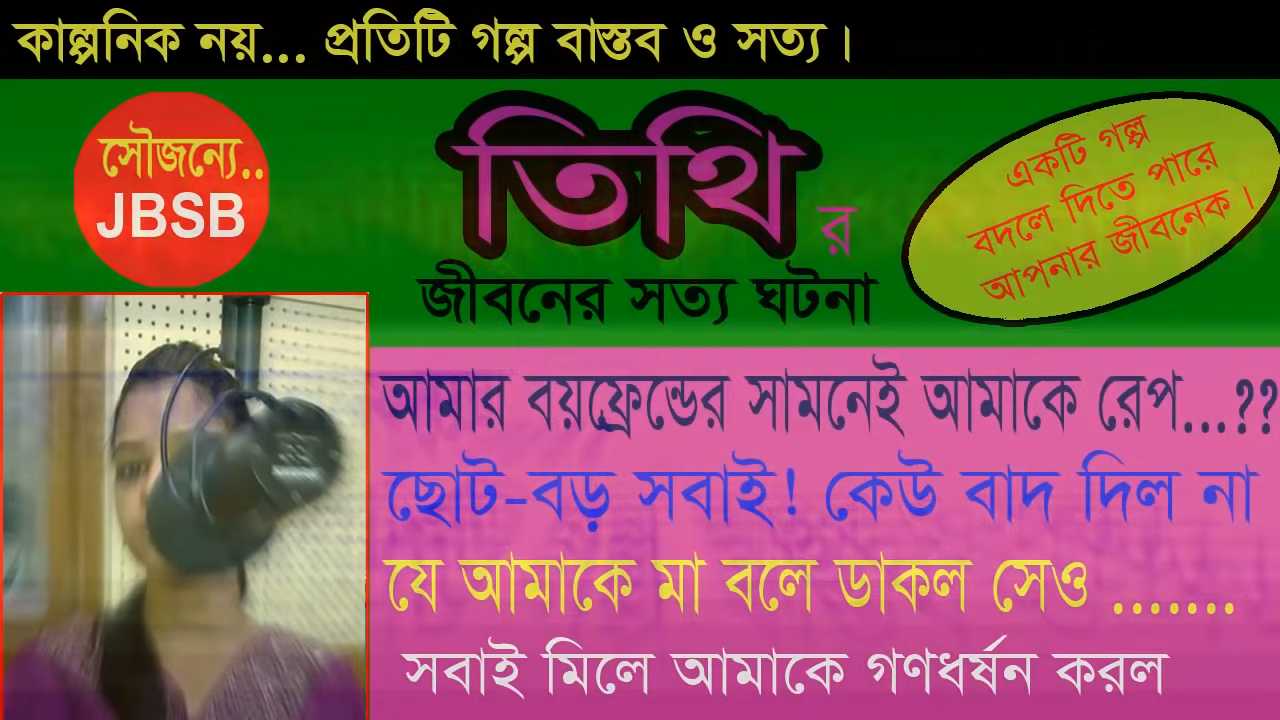 কাল্পনিক নয়... প্রতিটি গল্প বাস্তব ও সত্য।
সৌজন্যে..
JBSB
তিথি র
জীবনের সত্য ঘটনা
একটি গল্প
বদলে দিতে পারে
আপনার জীবনেক।
আমার বয়ফ্রেন্ডের সামনেই আমাকে রেপ...??
ছোট-বড় সবাই! কেউ বাদ দিল না
যে আমাকে মা বলে ডাকল সেও .......
সবাই মিলে আমাকে গণধর্ষন করল